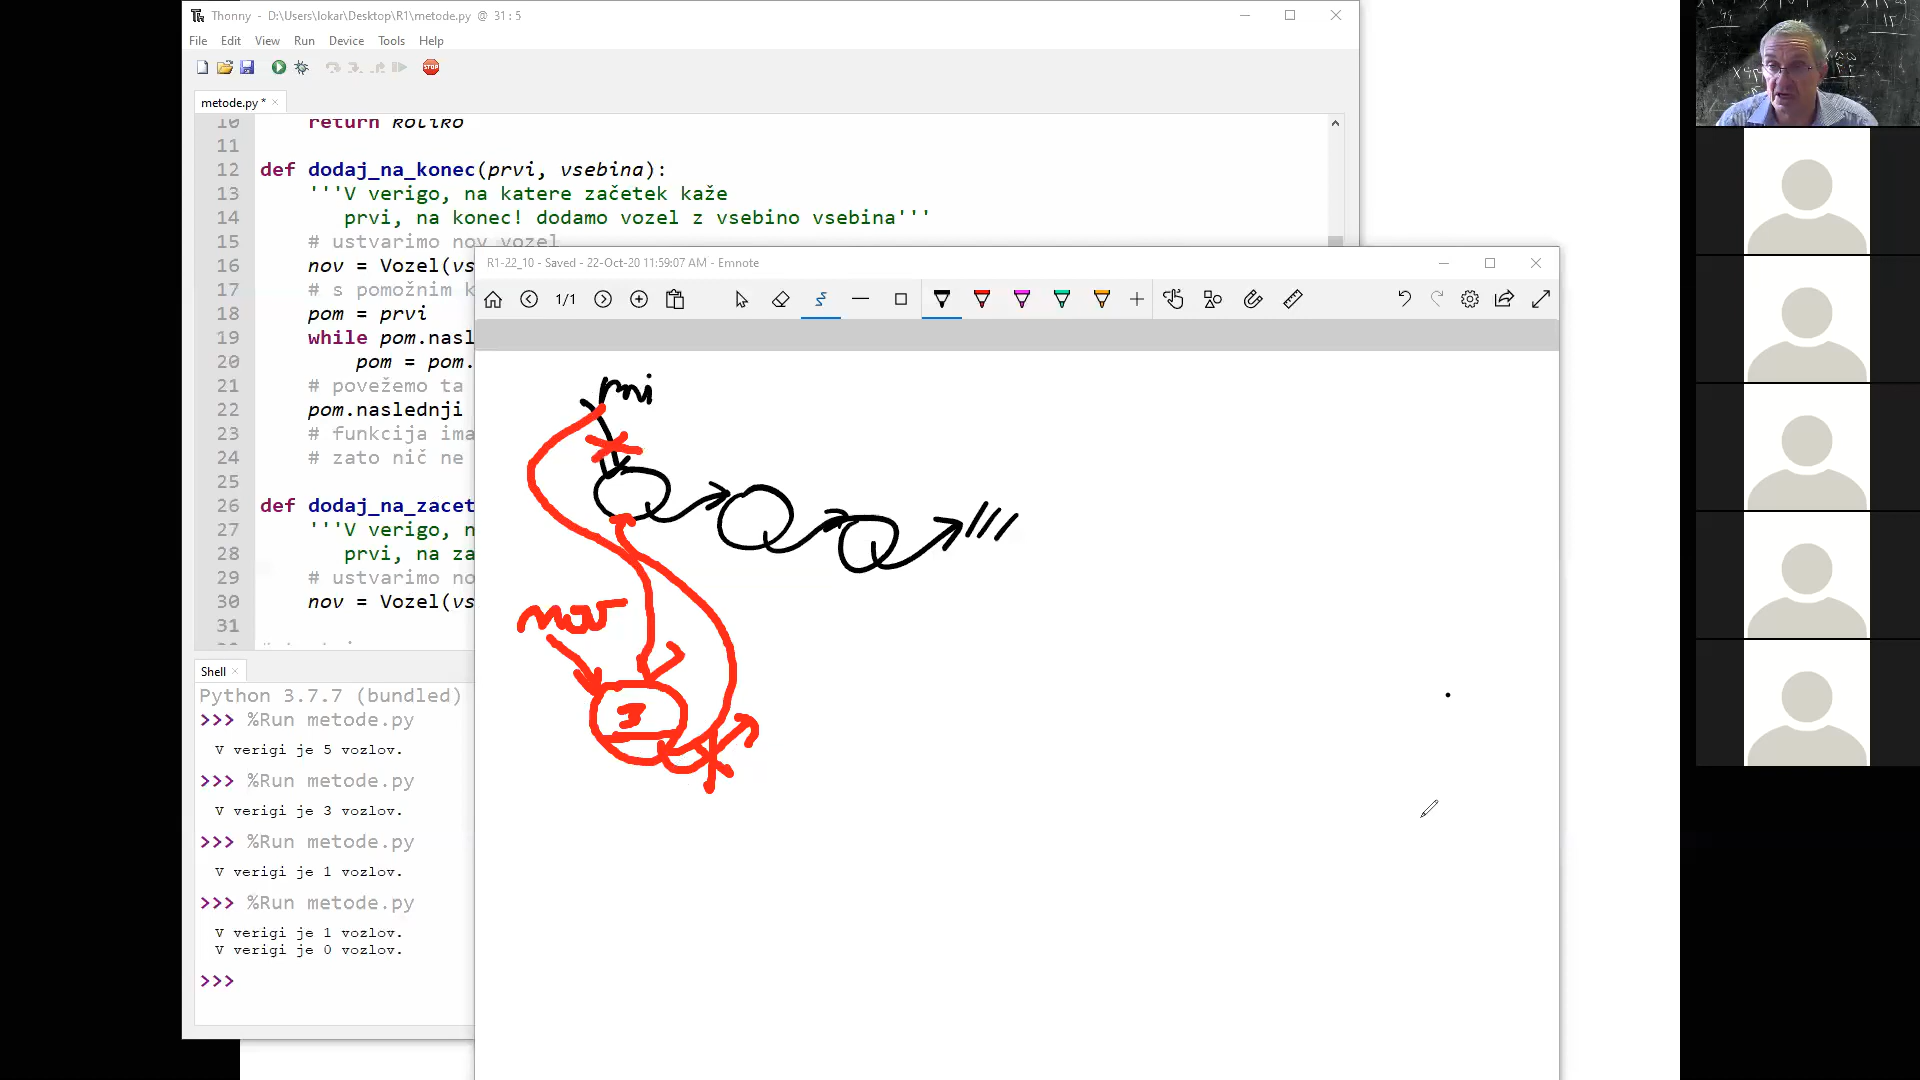 Thonny - D:\Users\lokar\Desktop\R1\metode.py @ 31 : 5
File Edit View Run Device Tools Help
STOP
metode.py * ×
10 return koliko
11
12 def dodaj_na_konec(prvi, vsebina):
13 '''V verigo, na katere začetek kaže
14 prvi, na konec! dodamo vozel z vsebino vsebina'''
15 # ustvarimo nov vozel
16 nov = Vozel(vs
17 # s pomožnim k
18 pom = prvi
19 while pom.nasl
20 pom = pom.
21 # povežemo ta
22 pom.naslednji
23 # funkcija ima
24 # zato nič ne
25
26 def dodaj_na_zacet
27 '''V verigo, n
28 prvi, na za
29 # ustvarimo no
30 nov = Vozel(vs
31
Shell ×
Python 3.7.7 (bundled)
>>> %Run metode.py
V verigi je 5 vozlov.
>>> %Run metode.py
V verigi je 3 vozlov.
>>> %Run metode.py
V verigi je 1 vozlov.
>>> %Run metode.py
V verigi je 1 vozlov.
V verigi je 0 vozlov.
>>>
R1-22_10 - Saved - 22-Oct-20 11:59:07 AM - Emnote
1/1
prvi
nov